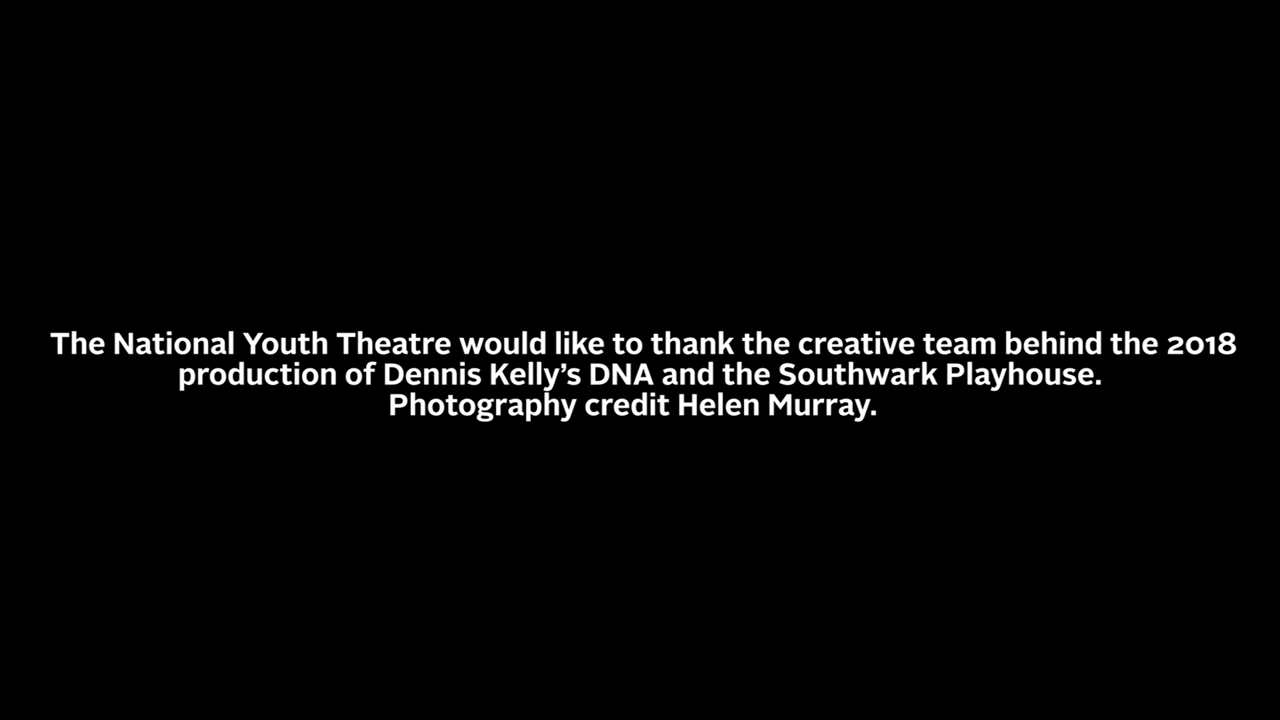 The National Youth Theatre would like to thank the creative team behind the 2018
production of Dennis Kelly’s DNA and the Southwark Playhouse.
Photography credit Helen Murray.